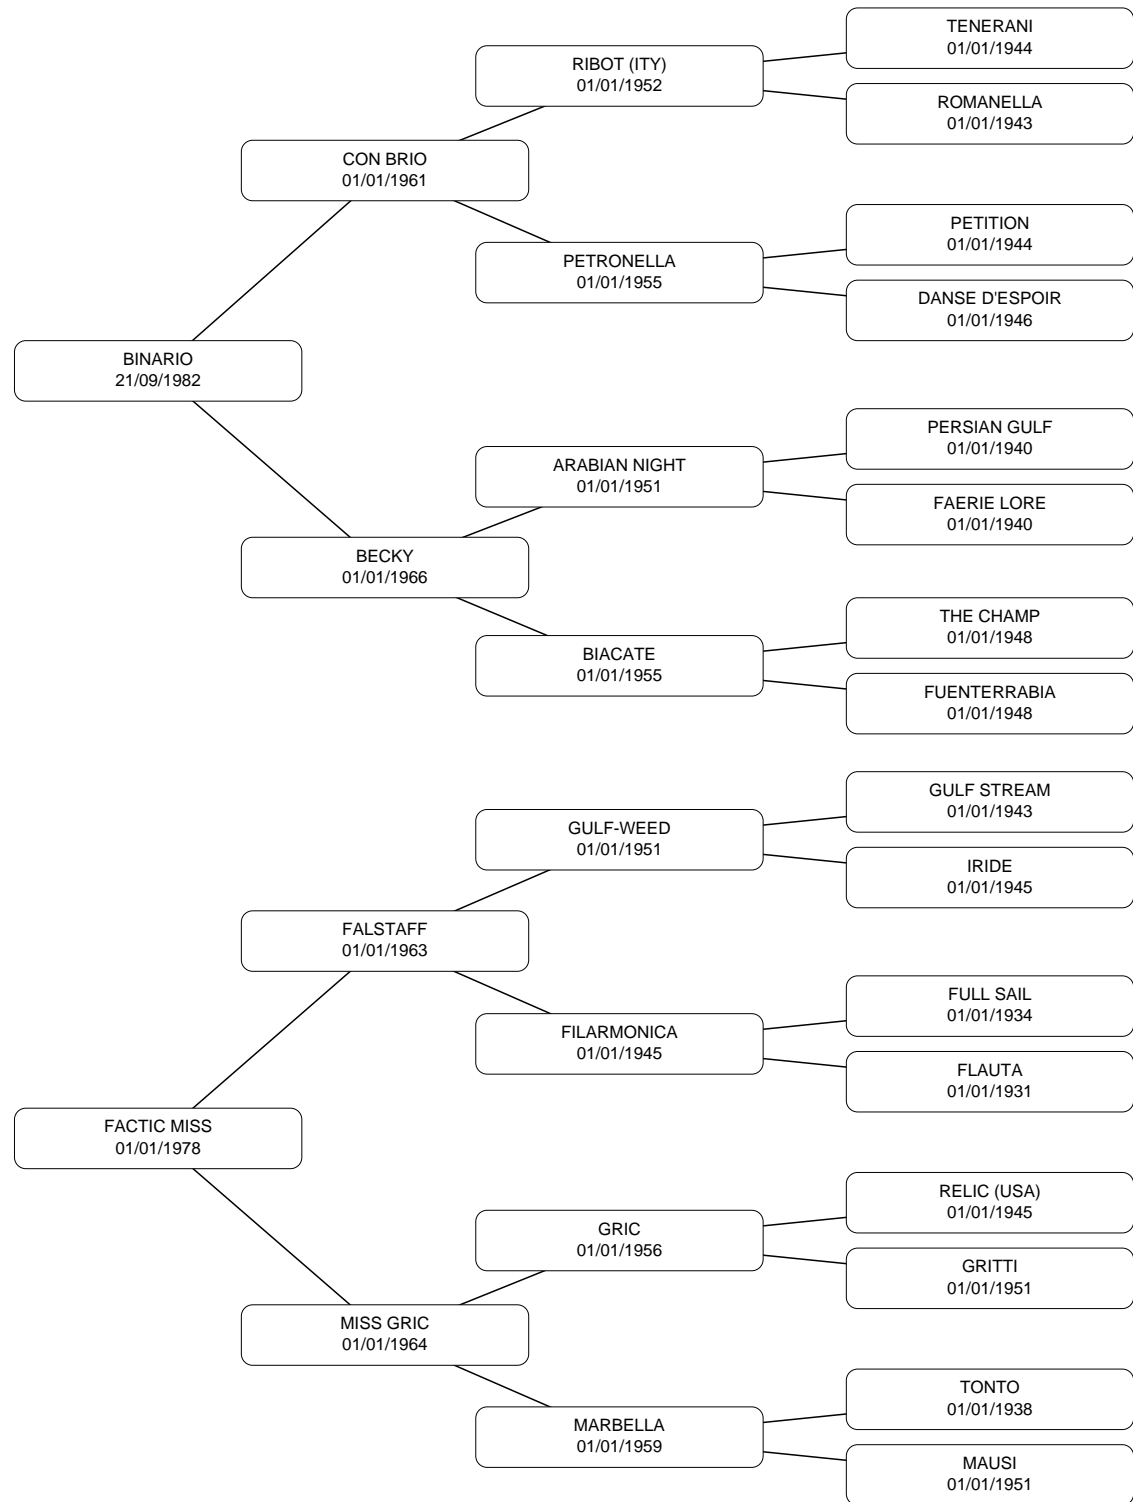 TENERANI
01/01/1944
RIBOT (ITY)
01/01/1952
ROMANELLA
01/01/1943
CON BRIO
01/01/1961
PETITION
01/01/1944
PETRONELLA
01/01/1955
DANSE D'ESPOIR
01/01/1946
BINARIO
21/09/1982
PERSIAN GULF
01/01/1940
ARABIAN NIGHT
01/01/1951
FAERIE LORE
01/01/1940
BECKY
01/01/1966
THE CHAMP
01/01/1948
BIACATE
01/01/1955
FUENTERRABIA
01/01/1948
GULF STREAM
01/01/1943
GULF-WEED
01/01/1951
IRIDE
01/01/1945
FALSTAFF
01/01/1963
FULL SAIL
01/01/1934
FILARMONICA
01/01/1945
FLAUTA
01/01/1931
FACTIC MISS
01/01/1978
RELIC (USA)
01/01/1945
GRIC
01/01/1956
GRITTI
01/01/1951
MISS GRIC
01/01/1964
TONTO
01/01/1938
MARBELLA
01/01/1959
MAUSI
01/01/1951